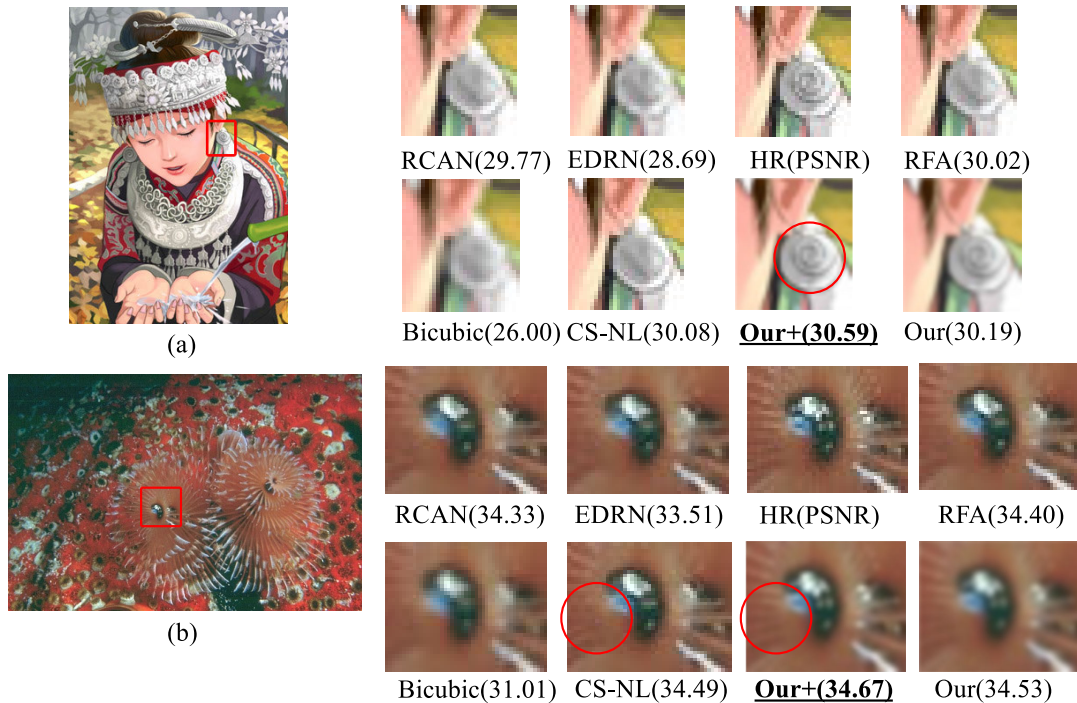 RCAN(29.77) EDRN(28.69) HR(PSNR) RFA(30.02)
Bicubic(26.00) CS-NL(30.08) Our+(30.59) Our(30.19)
(a)
RCAN(34.33) EDRN(33.51) HR(PSNR) RFA(34.40)
(b)
Bicubic(31.01) CS-NL(34.49) Our+(34.67) Our(34.53)